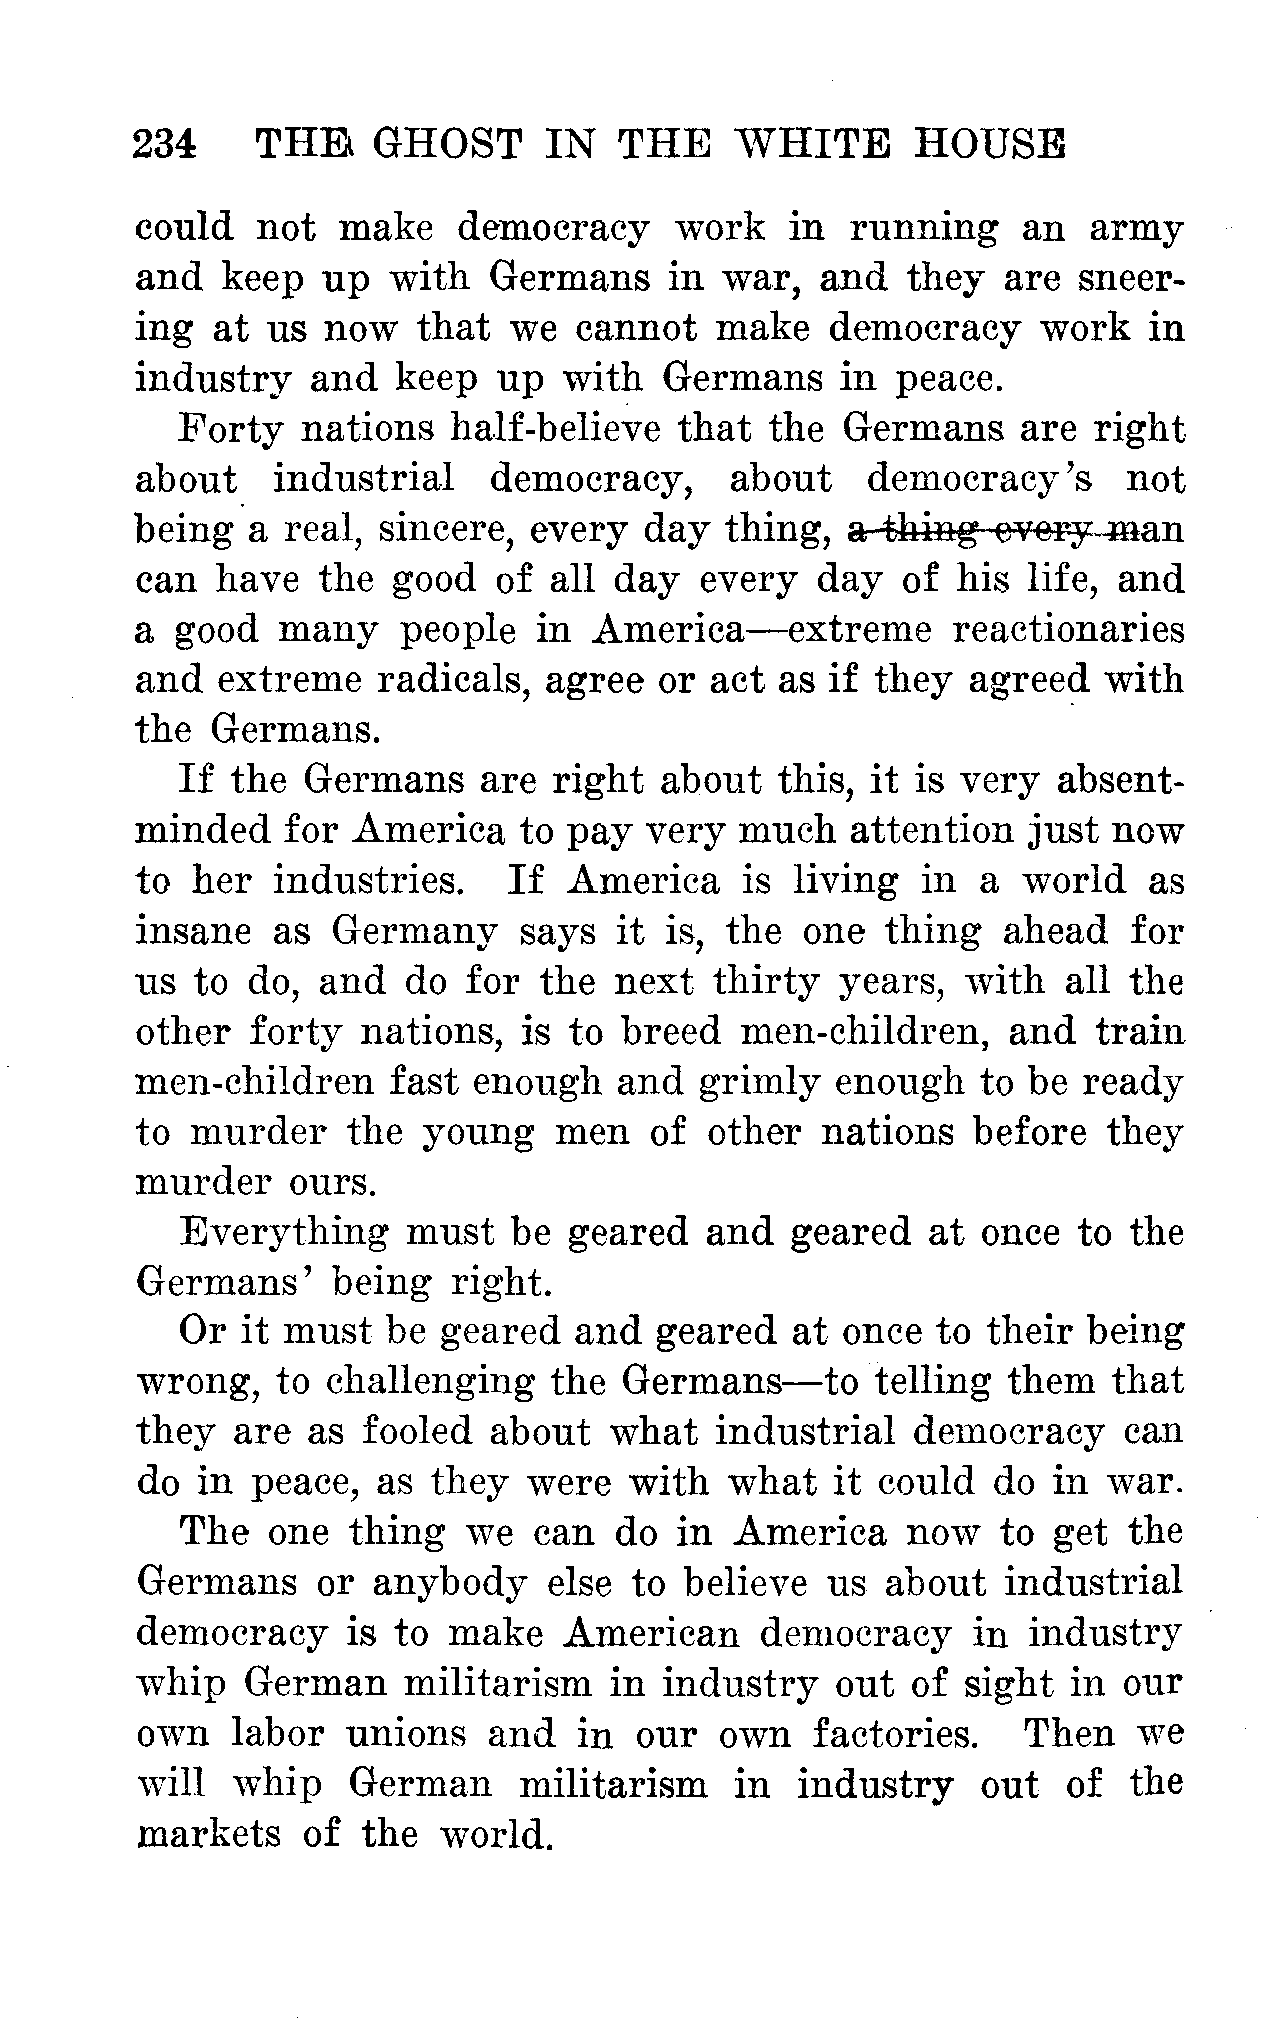 234 THE GHOST IN THE WHITE HOUSE
could not make democracy work in running an army
and keep up with Germans in war, and they are sneer-
ing at us now that we cannot make democracy work in
industry and keep up with Germans in peace.
Forty nations half-believe that the Germans are right
about industrial democracy, about democracy's not
being a real, sincere, every day thing, a thing every man
can have the good of all day every day of his life, and
a good many people in America—extreme reactionaries
and extreme radicals, agree or act as if they agreed with
the Germans.
If the Germans are right about this, it is very absent-
minded for America to pay very much attention just now
to her industries. If America is living in a world as
insane as Germany says it is, the one thing ahead for
us to do, and do for the next thirty years, with all the
other forty nations, is to breed men-children, and train
men-children fast enough and grimly enough to be ready
to murder the young men of other nations before they
murder ours.
Everything must be geared and geared at once to the
Germans' being right.
Or it must be geared and geared at once to their being
wrong, to challenging the Germans—to telling them that
they are as fooled about what industrial democracy can
do in peace, as they were with what it could do in war.
The one thing we can do in America now to get the
Germans or anybody else to believe us about industrial
democracy is to make American democracy in industry
whip German militarism in industry out of sight in our
own labor unions and in our own factories. Then we
will whip German militarism in industry out of the
markets of the world.